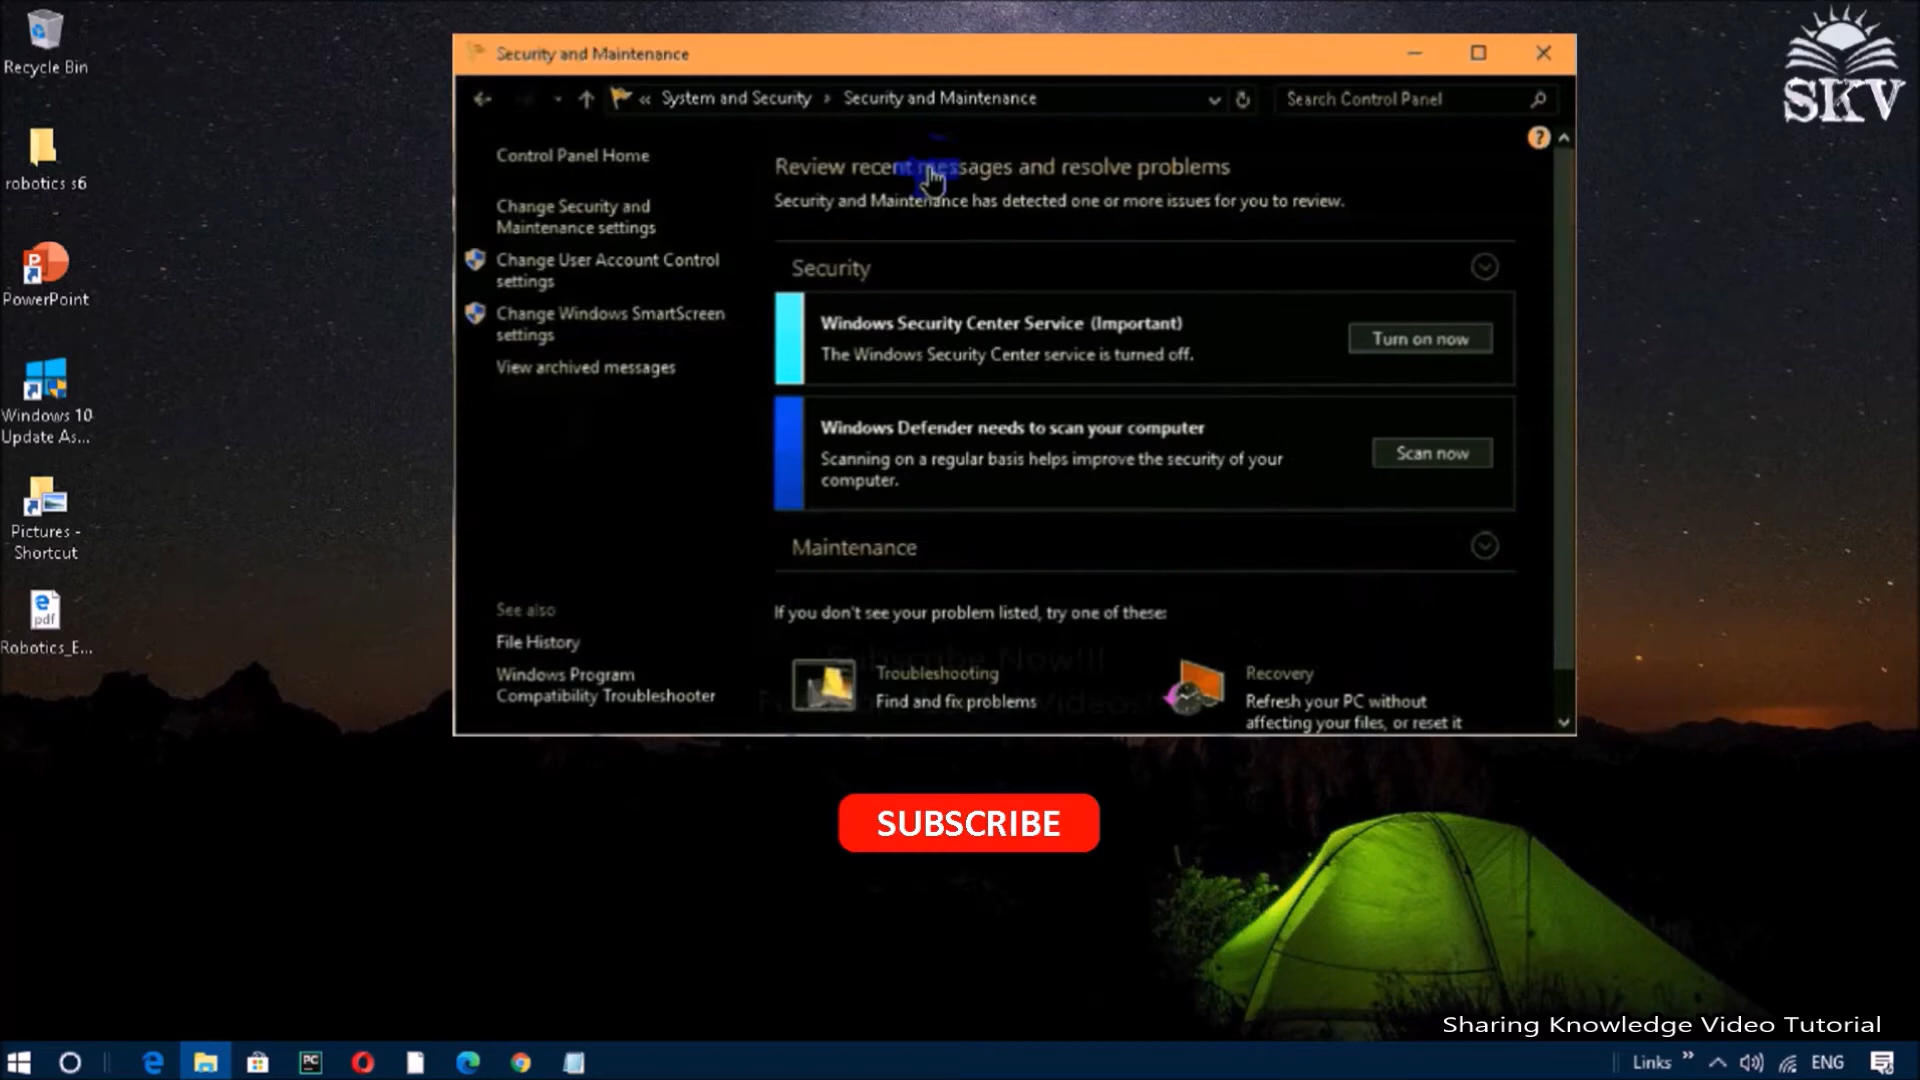 Recycle Bin
robotics s6
PowerPoint
Windows 10
Update As...
Pictures -
Shortcut
pdf
Robotics_E...
Security and Maintenance
« System and Security › Security and Maintenance
Search Control Panel
?
Control Panel Home
Change Security and
Maintenance settings
Change User Account Control
settings
Change Windows SmartScreen
settings
View archived messages
See also
File History
Windows Program
Compatibility Troubleshooter
Review recent messages and resolve problems
Security and Maintenance has detected one or more issues for you to review.
Security
Windows Security Center Service (Important)
The Windows Security Center service is turned off.
Turn on now
Windows Defender needs to scan your computer
Scanning on a regular basis helps improve the security of your
computer.
Scan now
Maintenance
If you don't see your problem listed, try one of these:
Subscribe Now!!!
Troubleshooting
Find and fix problems
Recovery
Refresh your PC without
affecting your files, or reset it
SUBSCRIBE
SKV
Sharing Knowledge Video Tutorial
PC
Links »
ENG